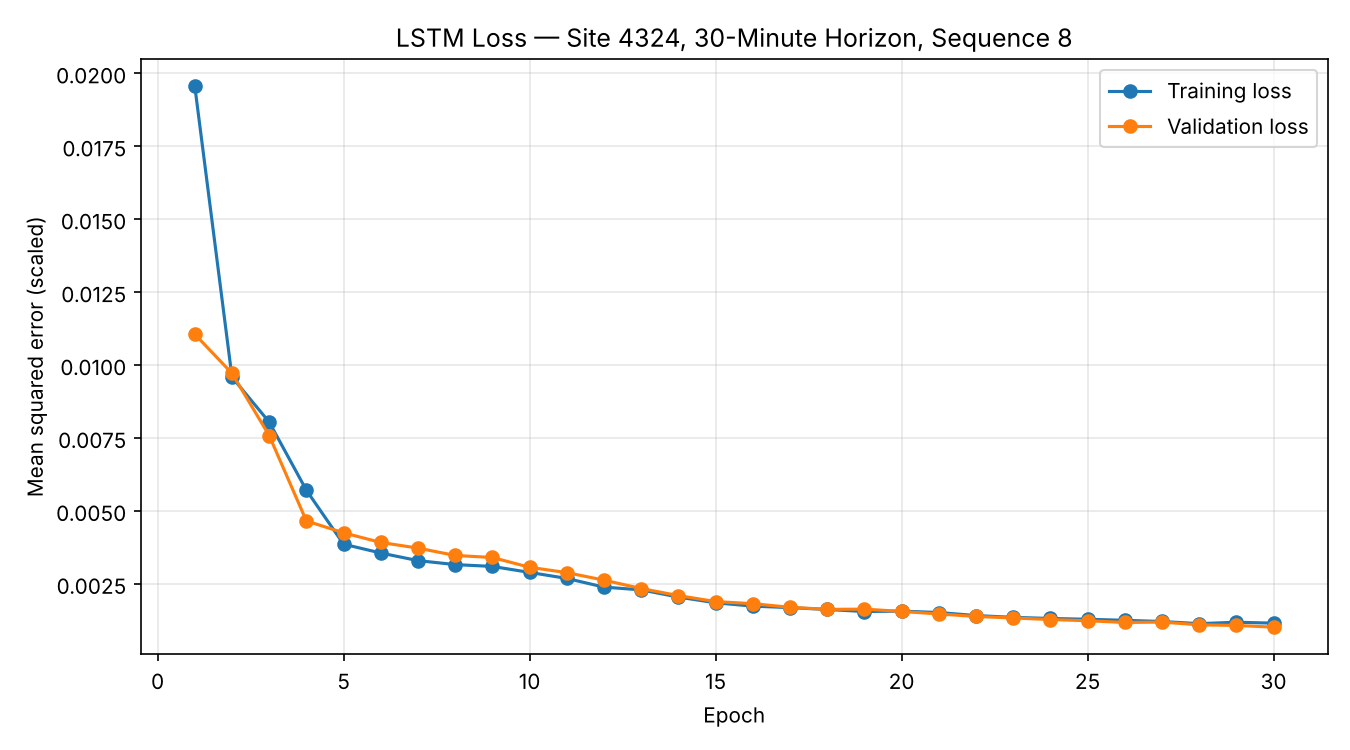 LSTM Loss — Site 4324, 30-Minute Horizon, Sequence 8
Training loss
Validation loss
Mean squared error (scaled)
0.0200
0.0175
0.0150
0.0125
0.0100
0.0075
0.0050
0.0025
0 5 10 15 20 25 30
Epoch